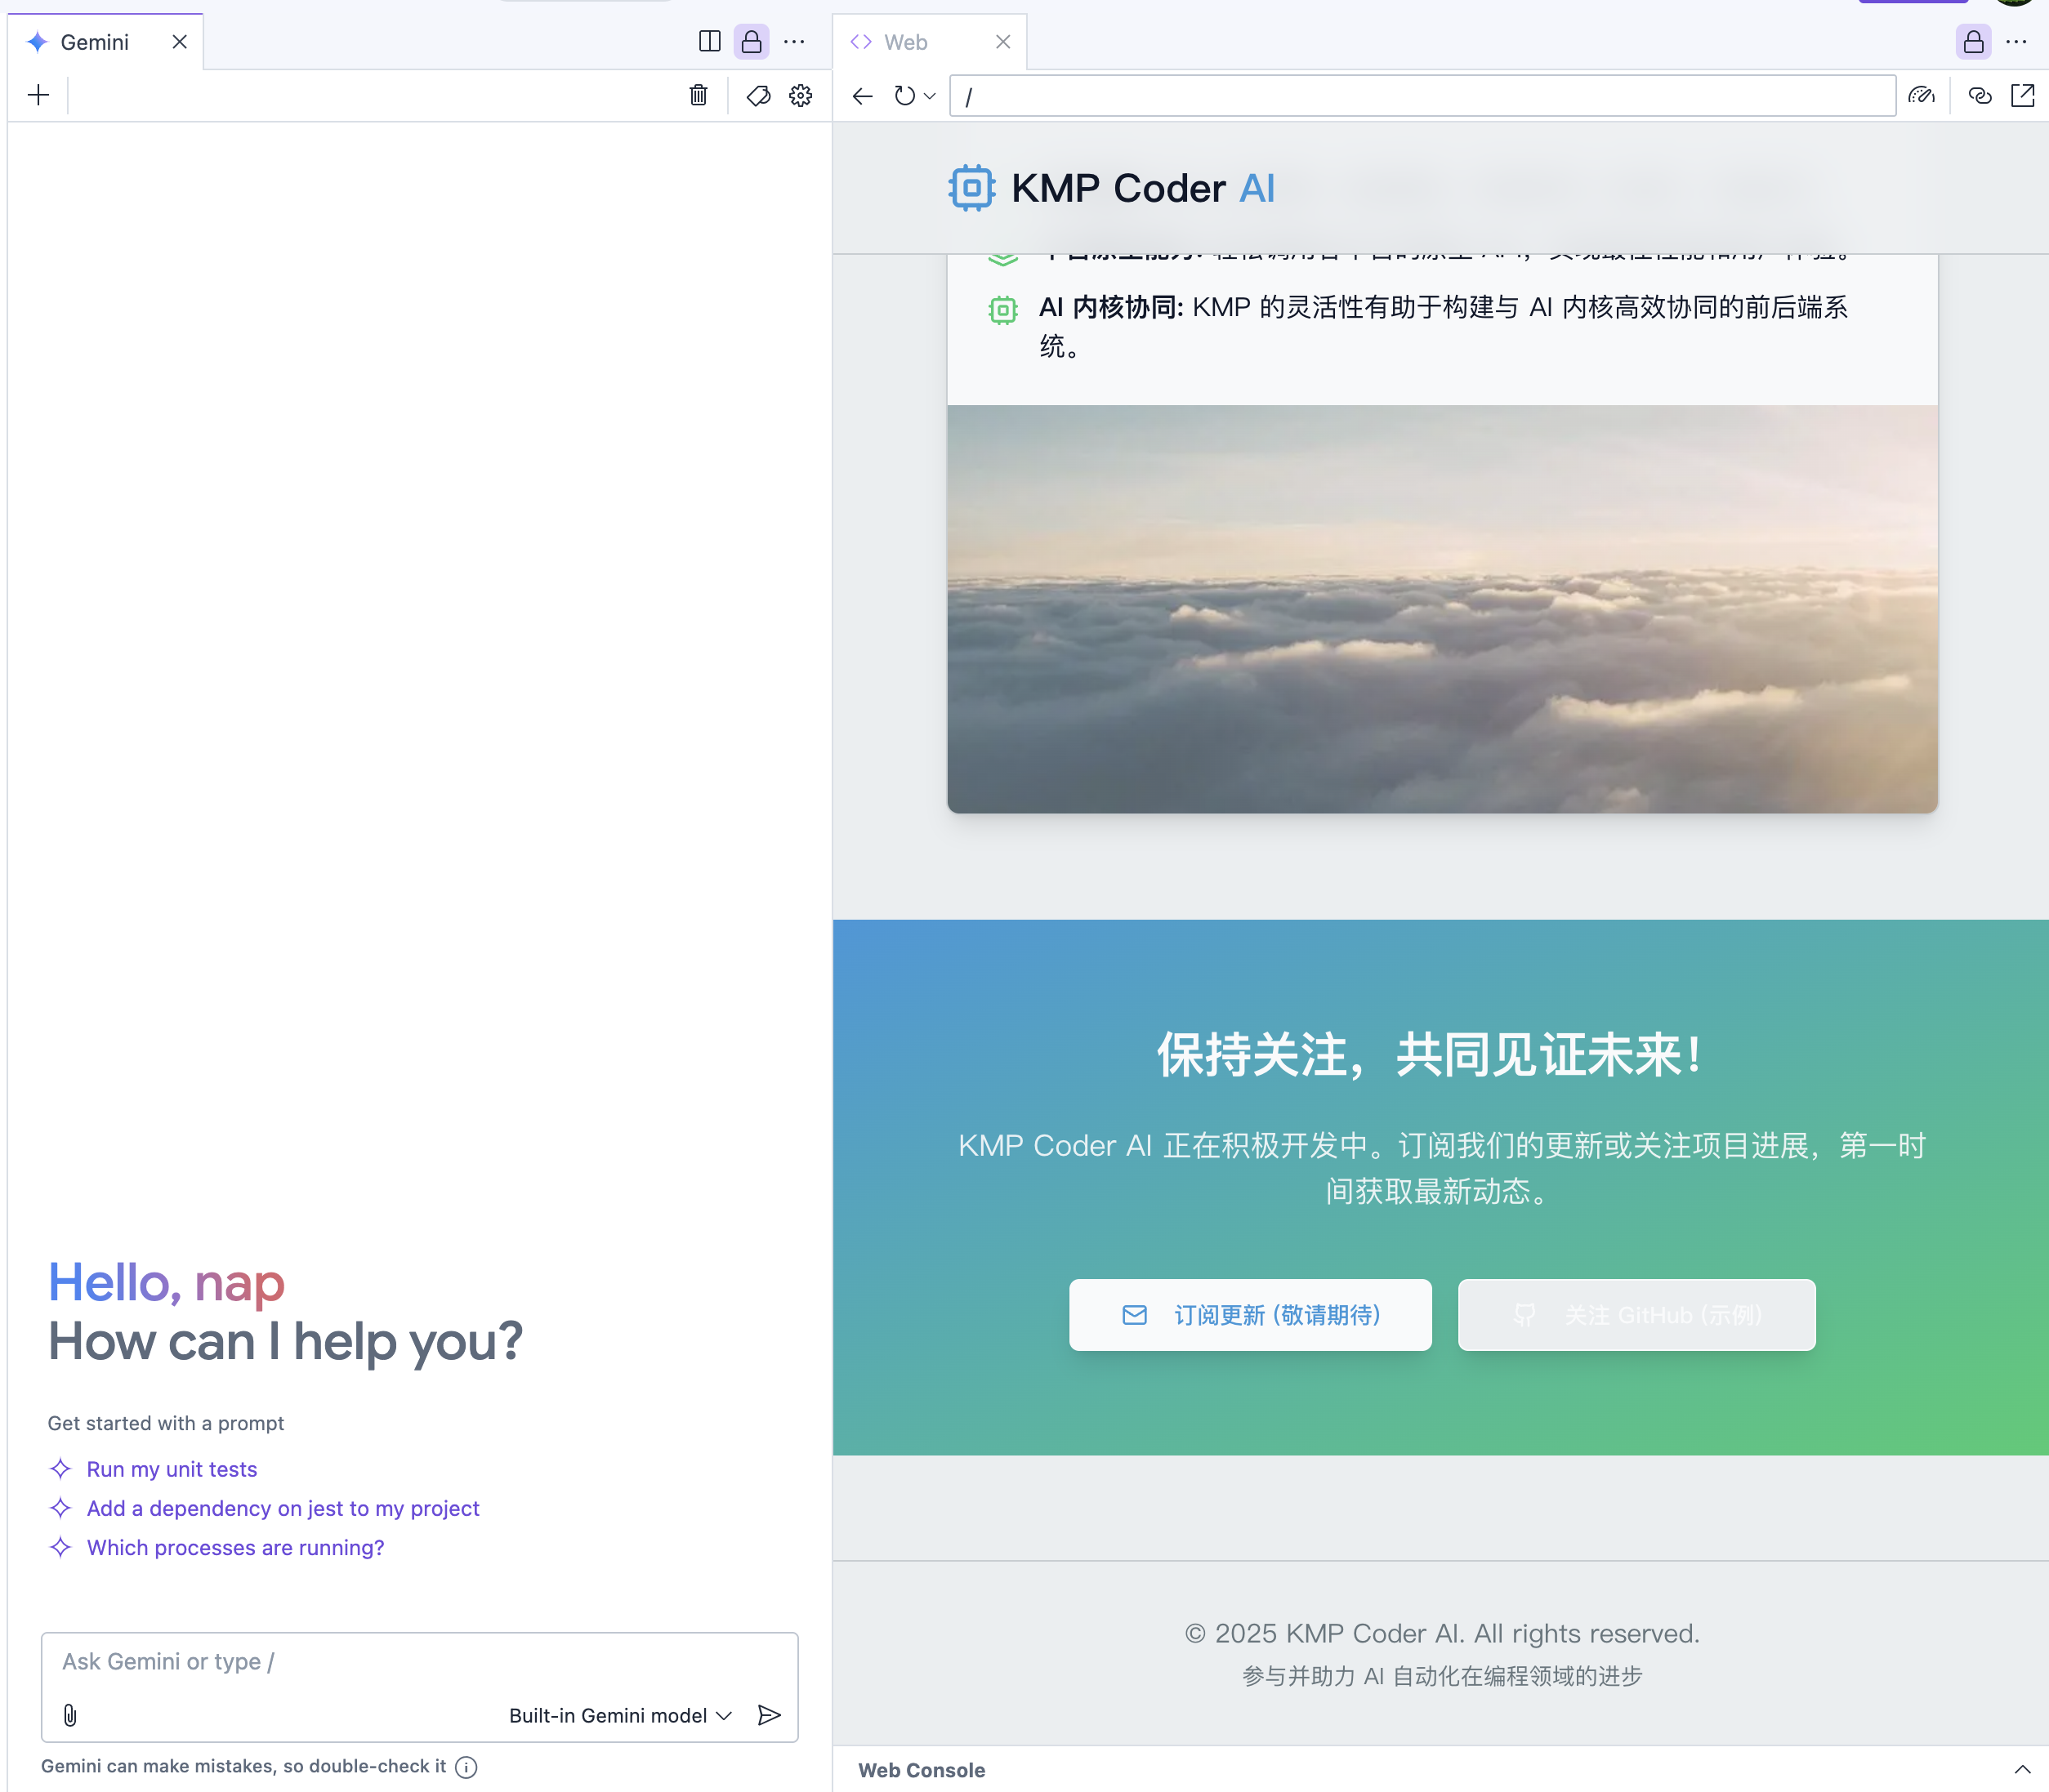 Gemini
Hello, nap
How can I help you?
Get started with a prompt
Run my unit tests
Add a dependency on jest to my project
Which processes are running?
Ask Gemini or type /
Built-in Gemini model
Gemini can make mistakes, so double-check it
Web
/
KMP Coder AI
AI 内核协同: KMP 的灵活性有助于构建与 AI 内核高效协同的前后端系
统。
保持关注，共同见证未来！
KMP Coder AI 正在积极开发中。订阅我们的更新或关注项目进展，第一时
间获取最新动态。
订阅更新 (敬请期待)
关注 GitHub (示例)
© 2025 KMP Coder AI. All rights reserved.
参与并助力 AI 自动化在编程领域的进步
Web Console